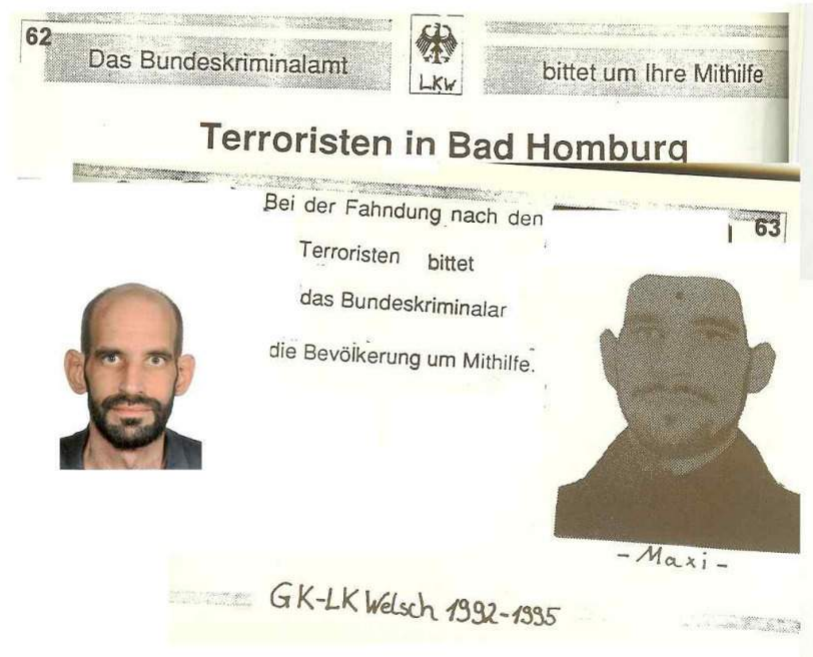 62
Das Bundeskriminalamt
LKW
bittet um Ihre Mithilfe
Terroristen in Bad Homburg
63
Bei der Fahndung nach den
Terroristen bittet
das Bundeskriminalar
die Bevölkerung um Mithilfe.
- Maxi -
GK-LK Welsch 1992-1995